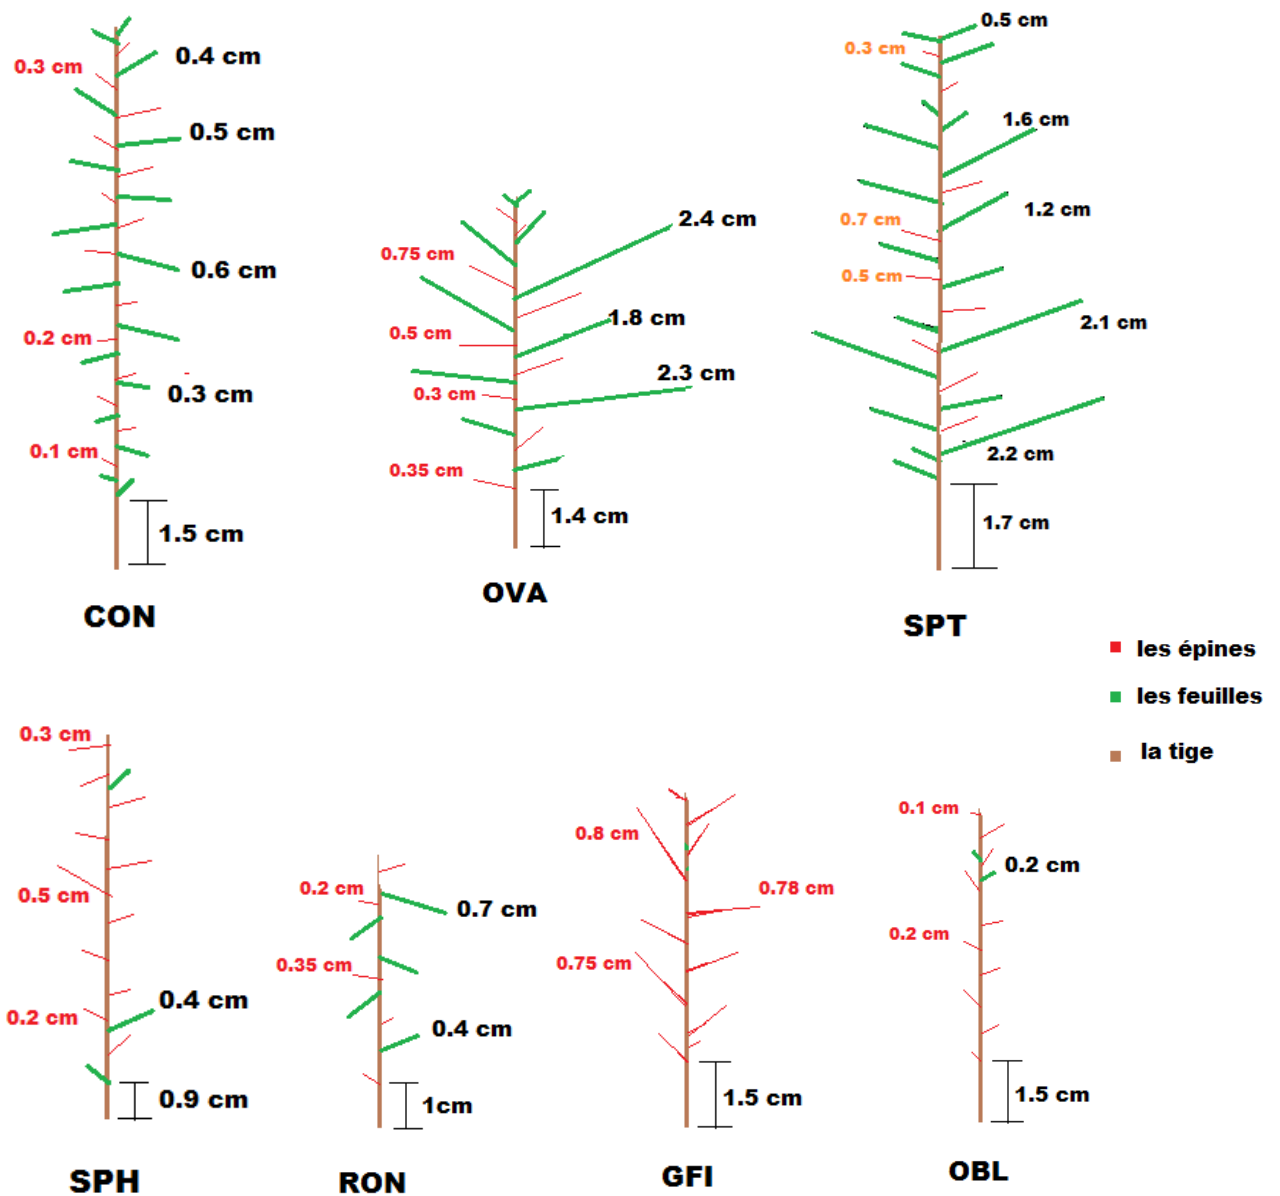 0.5 cm
0.4 cm
0.3 cm
0.3 cm
0.5 cm
1.6 cm
2.4 cm
1.2 cm
0.7 cm
0.75 cm
0.6 cm
0.5 cm
1.8 cm
2.1 cm
0.5 cm
0.2 cm
2.3 cm
0.3 cm
0.3 cm
0.1 cm
2.2 cm
0.35 cm
1.5 cm
1.4 cm
1.7 cm
CON
OVA
SPT
les épines
les feuilles
la tige
0.3 cm
0.1 cm
0.8 cm
0.2 cm
0.5 cm
0.2 cm
0.7 cm
0.78 cm
0.2 cm
0.35 cm
0.75 cm
0.4 cm
0.2 cm
0.4 cm
0.9 cm
1cm
1.5 cm
1.5 cm
SPH
RON
GFI
OBL